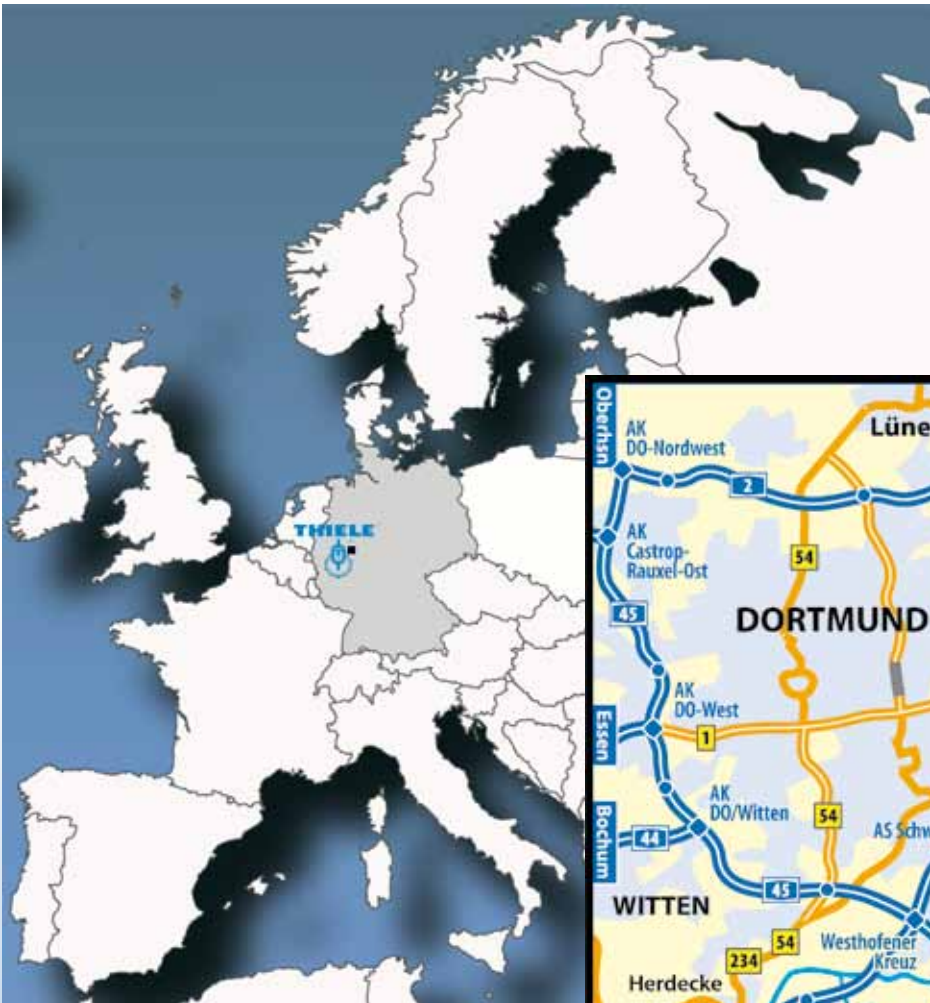 THIELE
Oberhsn
AK
DO-Nordwest
Lüne
2
AK
Castrop-
Rauxel-Ost
54
45
DORTMUND
AK
DO-West
Essen
1
AK
DO/Witten
54
Bochum
44
AS Schw
45
WITTEN
54
Westhofener
Kreuz
234
Herdecke